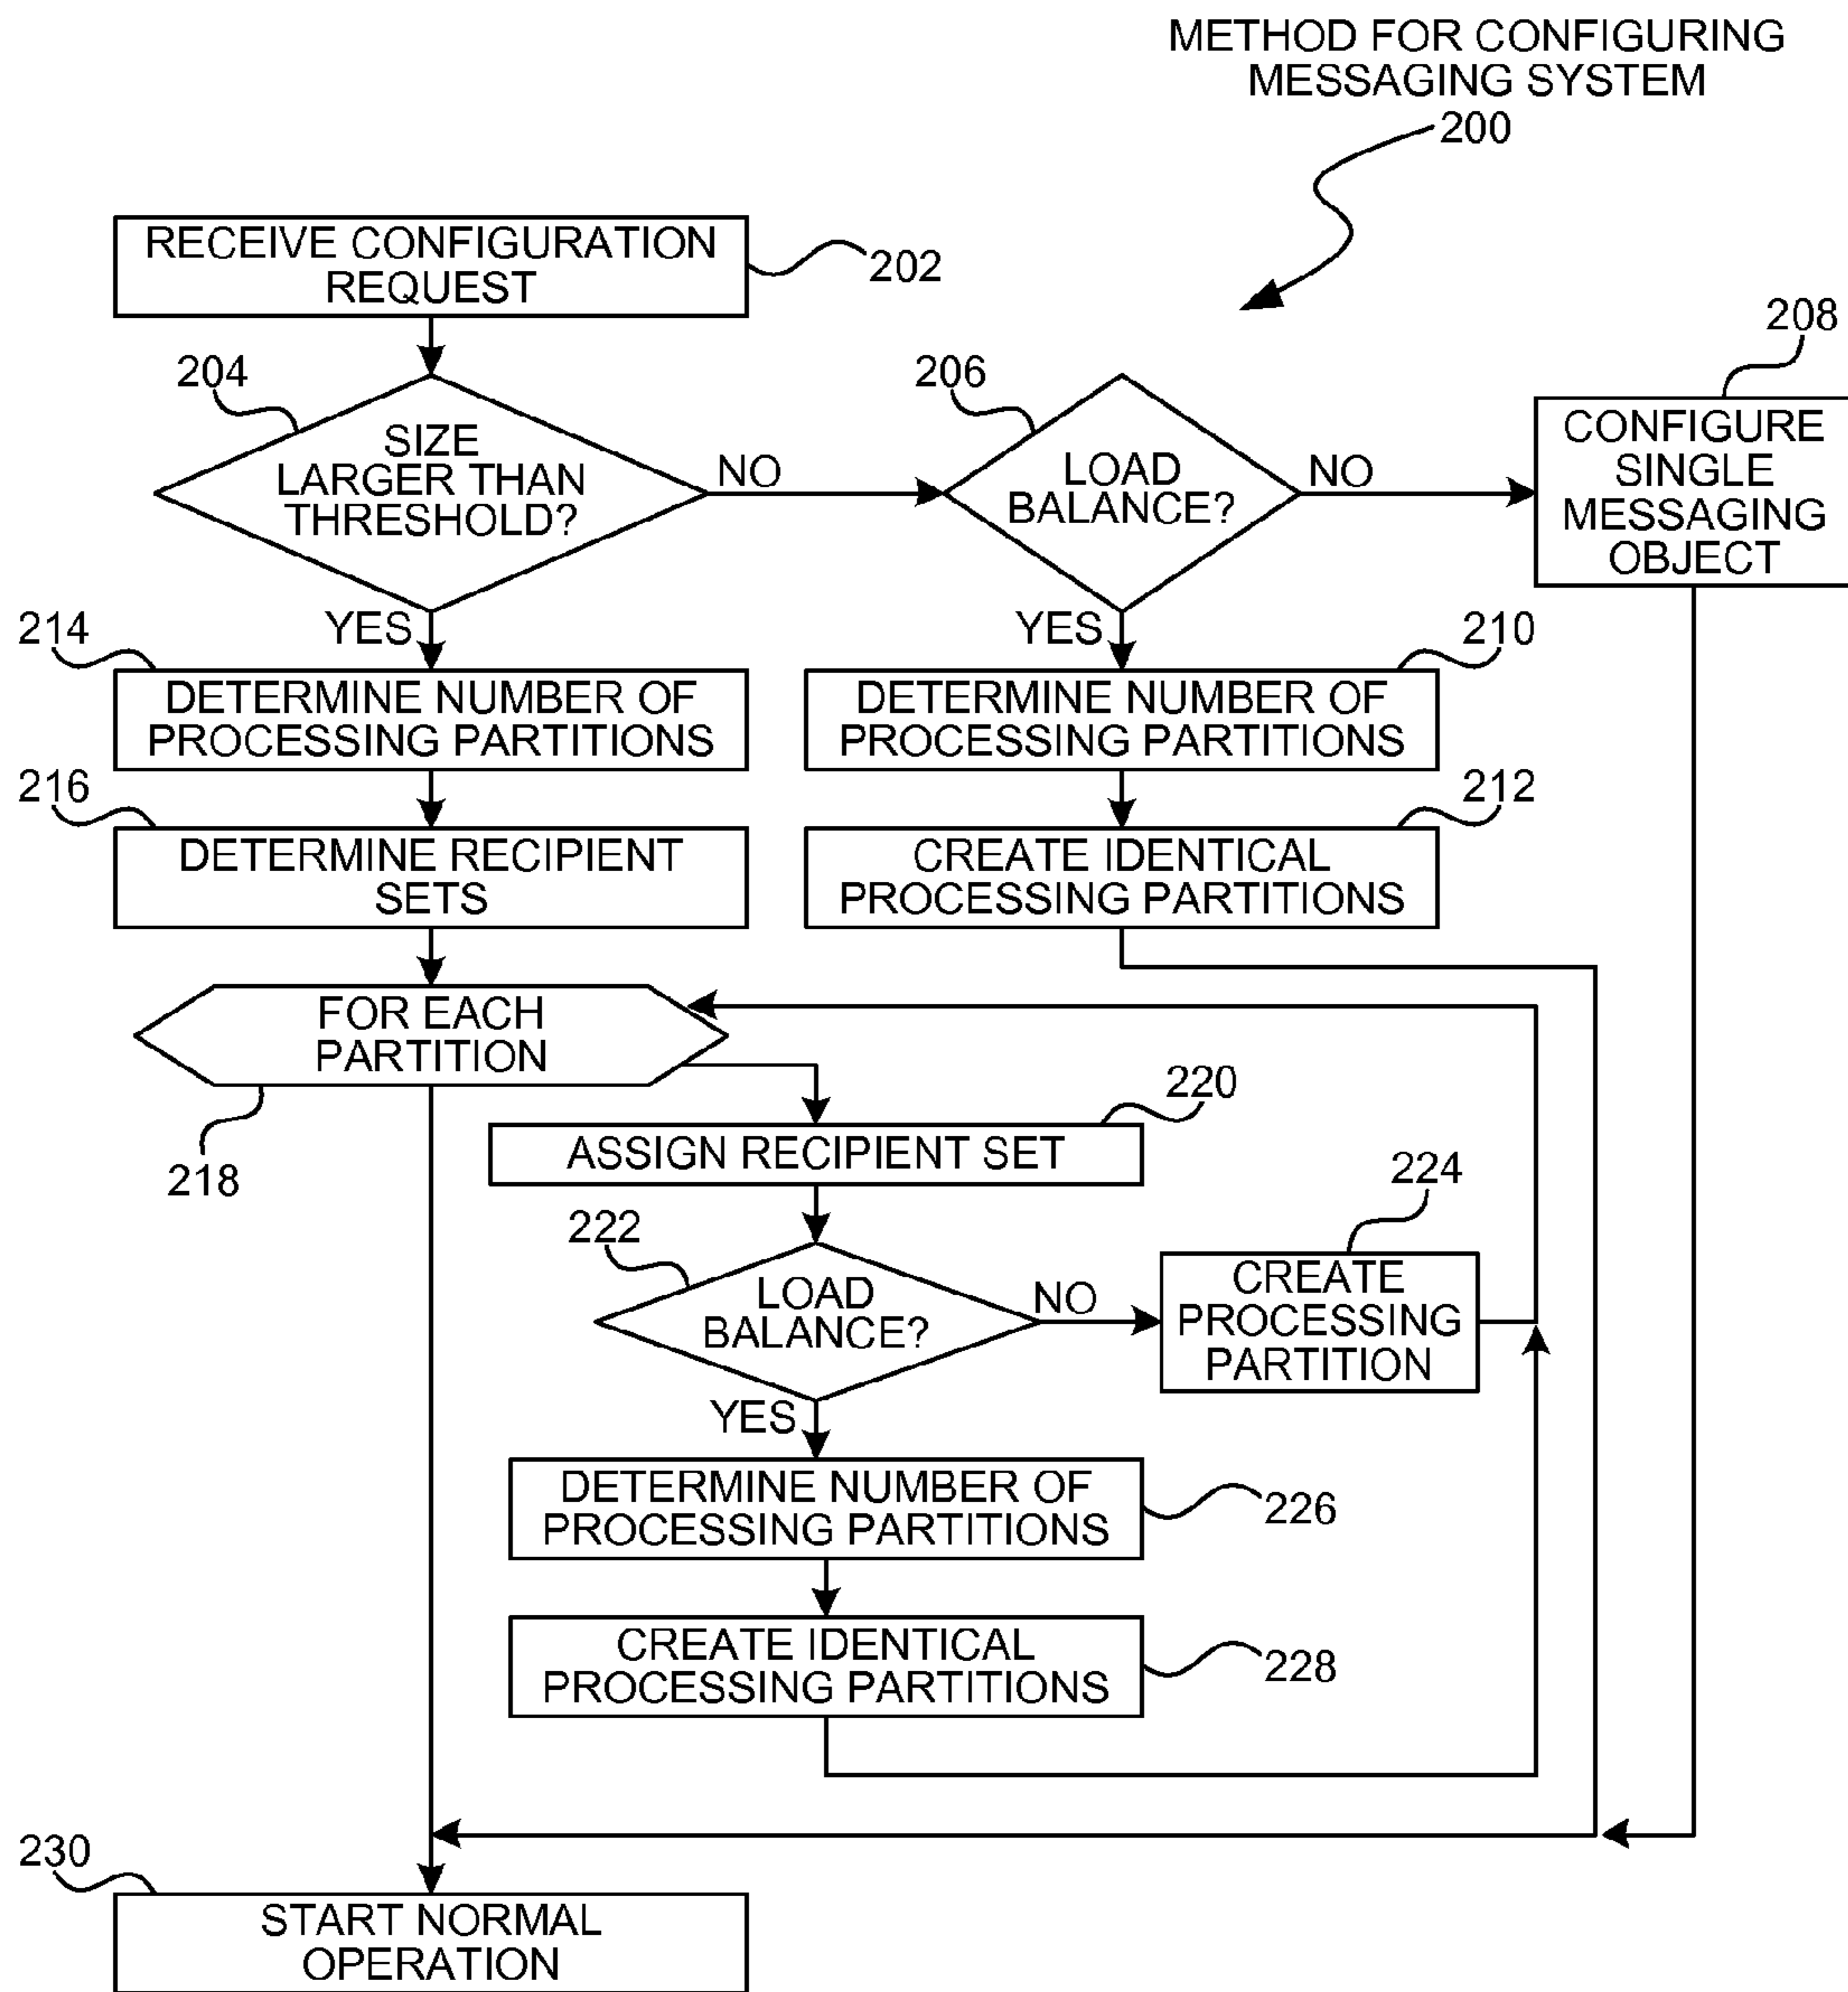 METHOD FOR CONFIGURING
MESSAGING SYSTEM
200
RECEIVE CONFIGURATION
REQUEST
202
204
SIZE
LARGER THAN
THRESHOLD?
NO
YES
206
LOAD
BALANCE?
NO
YES
208
CONFIGURE
SINGLE
MESSAGING
OBJECT
214
DETERMINE NUMBER OF
PROCESSING PARTITIONS
210
DETERMINE NUMBER OF
PROCESSING PARTITIONS
216
DETERMINE RECIPIENT
SETS
212
CREATE IDENTICAL
PROCESSING PARTITIONS
FOR EACH
PARTITION
218
220
ASSIGN RECIPIENT SET
222
LOAD
BALANCE?
NO
YES
224
CREATE
PROCESSING
PARTITION
DETERMINE NUMBER OF
PROCESSING PARTITIONS
226
CREATE IDENTICAL
PROCESSING PARTITIONS
228
230
START NORMAL
OPERATION